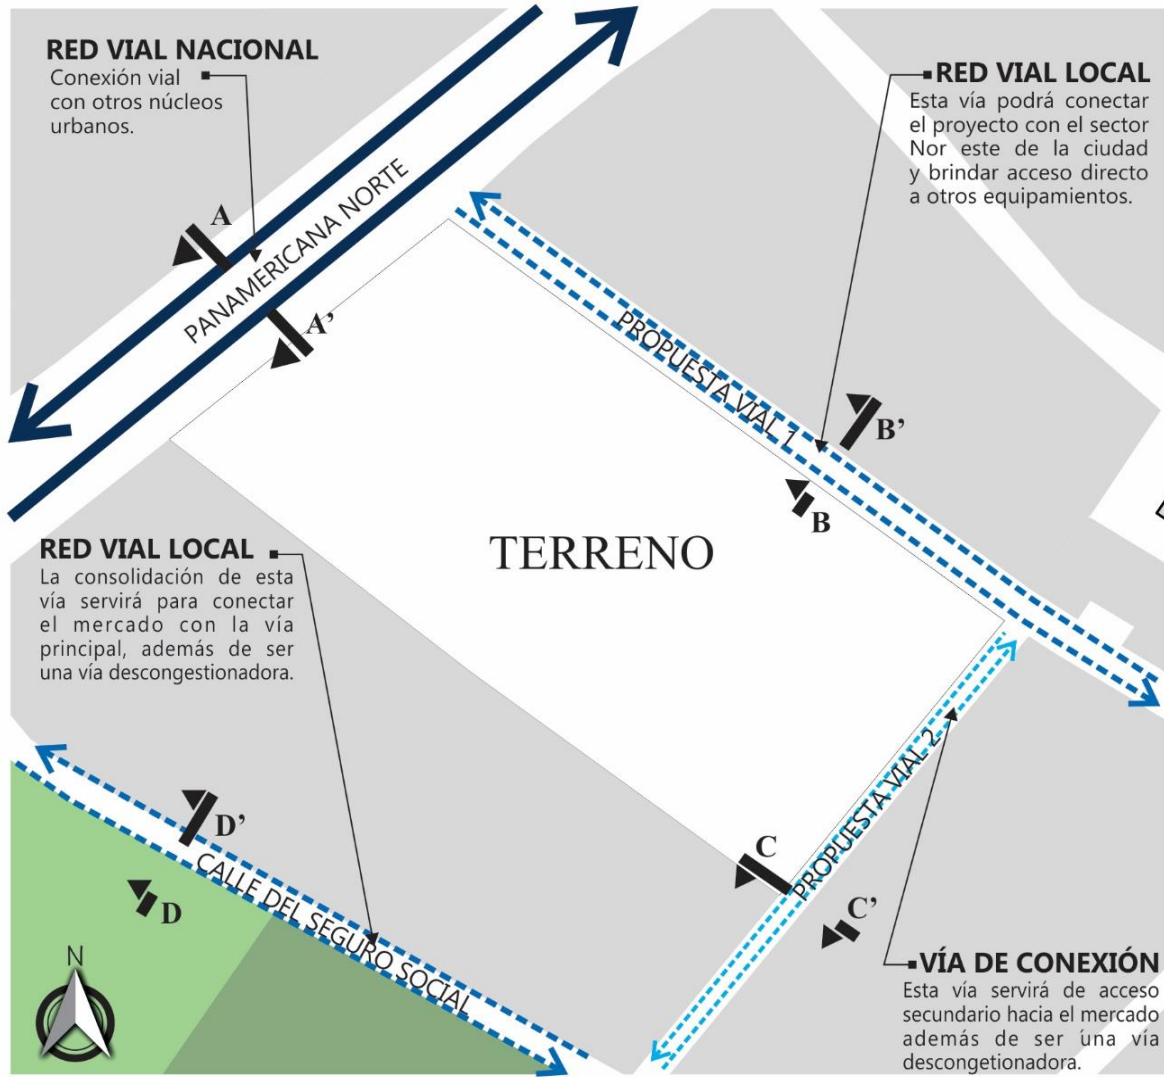 RED VIAL NACIONAL
Conexión vial
con otros núcleos
urbanos.
RED VIAL LOCAL
Esta vía podrá conectar
el proyecto con el sector
Nor este de la ciudad
y brindar acceso directo
a otros equipamientos.
A
PANAMERICANA NORTE
A’
PROPUESTA VIAL 1
B’
B
TERRENO
RED VIAL LOCAL
La consolidación de esta
vía servirá para conectar
el mercado con la vía
principal, además de ser
una vía descongestionadora.
PROPUESTA VIAL 2
D’
D
CALLE DEL SEGURO SOCIAL
C
C’
N
VÍA DE CONEXIÓN
Esta vía servirá de acceso
secundario hacia el mercado
además de ser una vía
descongetionadora.